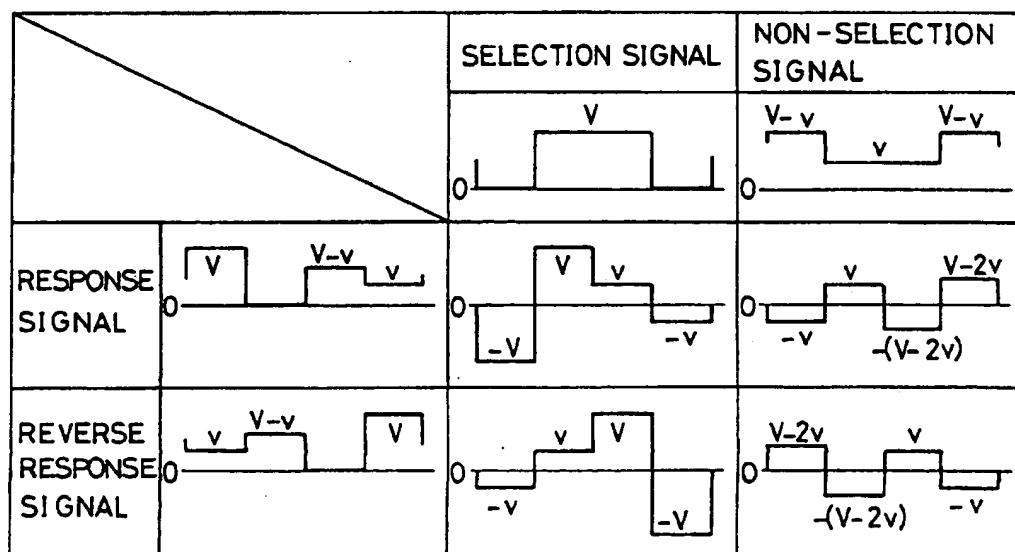 SELECTION SIGNAL
NON-SELECTION
SIGNAL
V
0
V-v
v
V-v
0
RESPONSE
SIGNAL
V
V-v
v
0
V
v
0
-V
-v
v
V-2v
0
-v
-(V-2v)
REVERSE
RESPONSE
SIGNAL
v
V-v
V
0
v
V
0
-v
-V
V-2v
v
0
-(V-2v)
-v